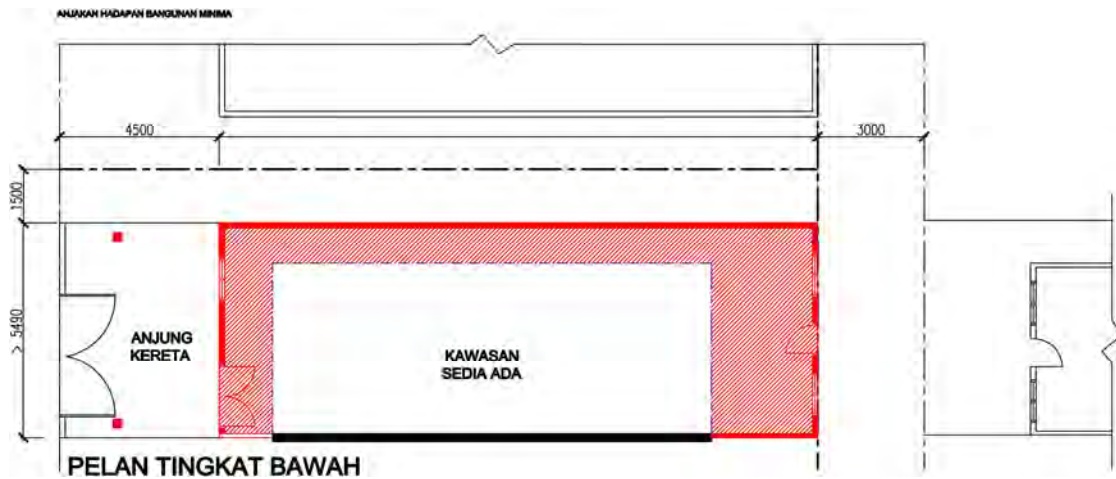 ANJAKAN HADAPAN BANGUNAN MINIMA
4500
3000
1500
> 5490
ANJUNG
KERETA
KAWASAN
SEDIA ADA
PELAN TINGKAT BAWAH